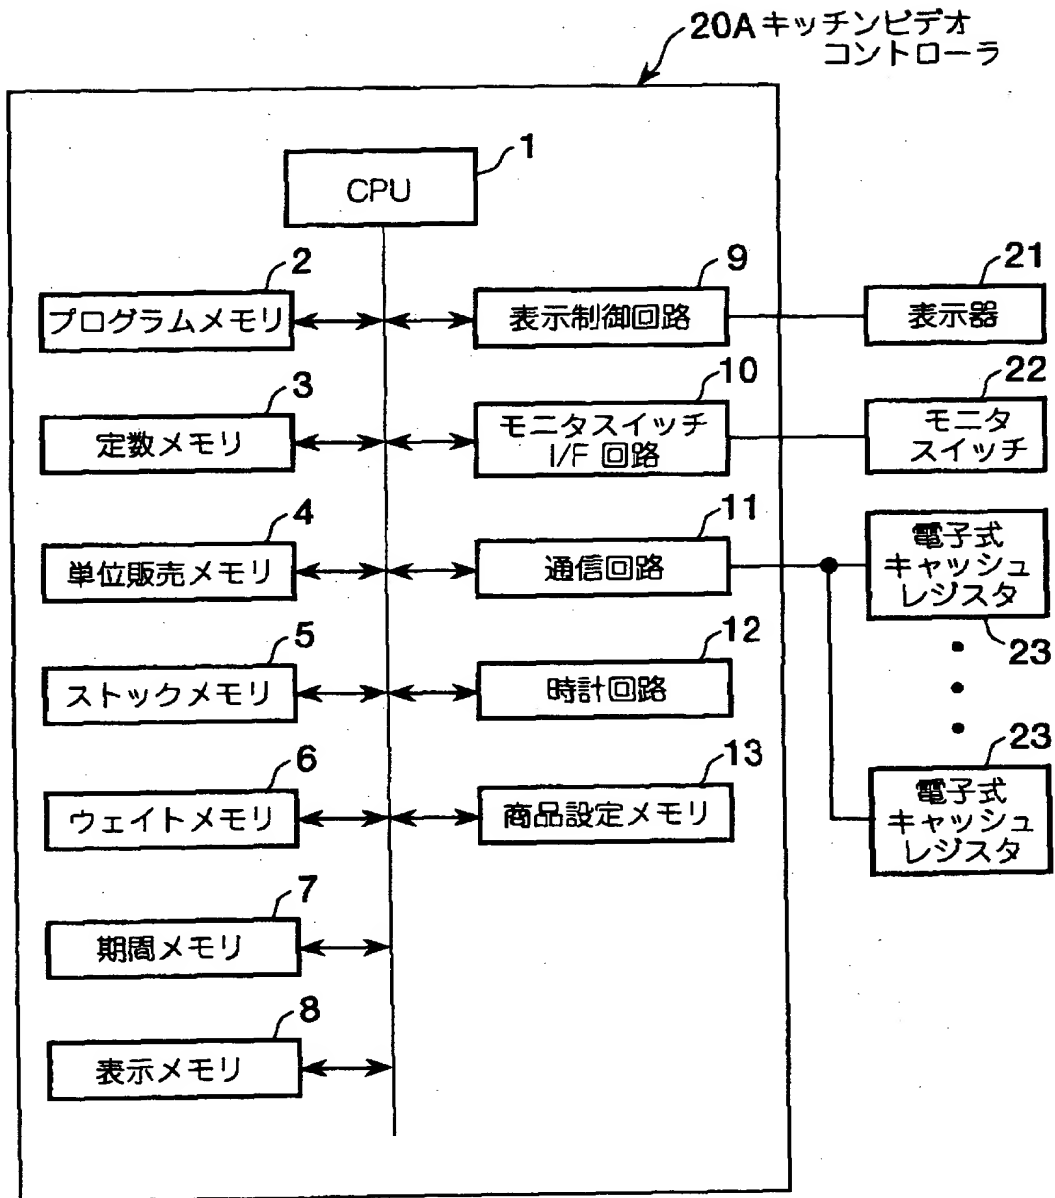 20A キッチンビデオ
コントローラ
1
CPU
2
プログラムメモリ
9
表示制御回路
21
表示器
3
定数メモリ
10
モニタスイッチ
I/F 回路
22
モニタ
スイッチ
4
単位販売メモリ
11
通信回路
電子式
キャッシュ
レジスタ
23
5
ストックメモリ
12
時計回路
6
ウェイトメモリ
13
商品設定メモリ
23
電子式
キャッシュ
レジスタ
7
期間メモリ
8
表示メモリ